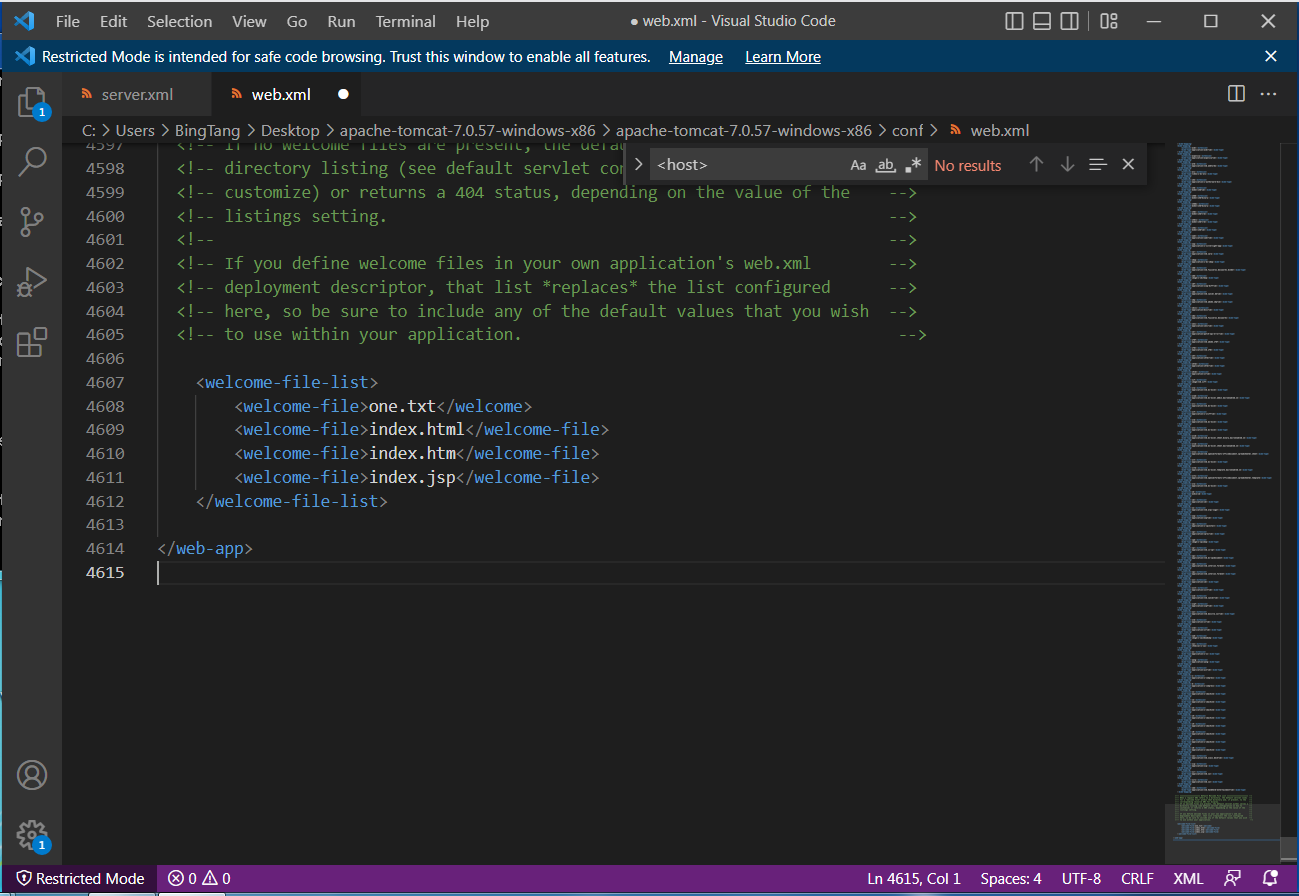 File Edit Selection View Go Run Terminal Help
● web.xml - Visual Studio Code
Restricted Mode is intended for safe code browsing. Trust this window to enable all features. Manage Learn More
server.xml web.xml ●
C: > Users > BingTang > Desktop > apache-tomcat-7.0.57-windows-x86 > apache-tomcat-7.0.57-windows-x86 > conf > web.xml
<host> Aa ab .* No results
4597 <!-- If no welcome files are present, the defau
4598 <!-- directory listing (see default servlet con
4599 <!-- customize) or returns a 404 status, depending on the value of the -->
4600 <!-- listings setting. -->
4601 <!-- -->
4602 <!-- If you define welcome files in your own application's web.xml -->
4603 <!-- deployment descriptor, that list *replaces* the list configured -->
4604 <!-- here, so be sure to include any of the default values that you wish -->
4605 <!-- to use within your application. -->
4606
4607 <welcome-file-list>
4608 <welcome-file>one.txt</welcome>
4609 <welcome-file>index.html</welcome-file>
4610 <welcome-file>index.htm</welcome-file>
4611 <welcome-file>index.jsp</welcome-file>
4612 </welcome-file-list>
4613
4614 </web-app>
4615
1
1
Restricted Mode 0 0 Ln 4615, Col 1 Spaces: 4 UTF-8 CRLF XML